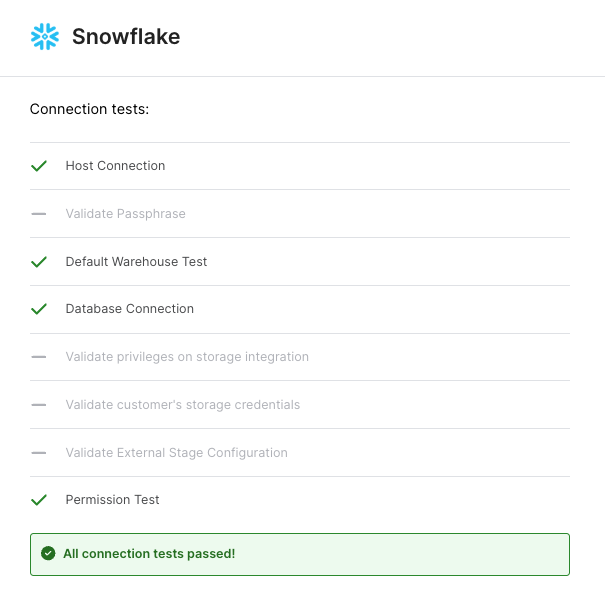 Snowflake
Connection tests:
Host Connection
Validate Passphrase
Default Warehouse Test
Database Connection
Validate privileges on storage integration
Validate customer's storage credentials
Validate External Stage Configuration
Permission Test
All connection tests passed!